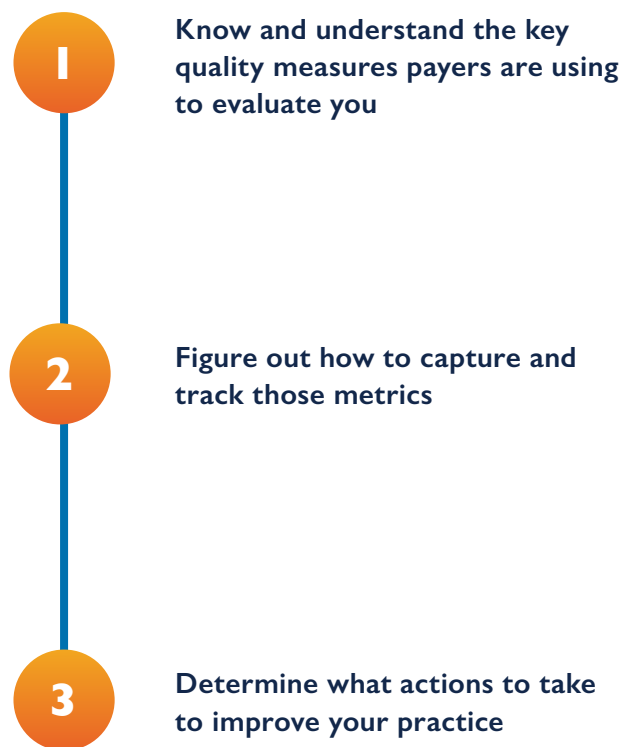 1
Know and understand the key
quality measures payers are using
to evaluate you
2
Figure out how to capture and
track those metrics
3
Determine what actions to take
to improve your practice